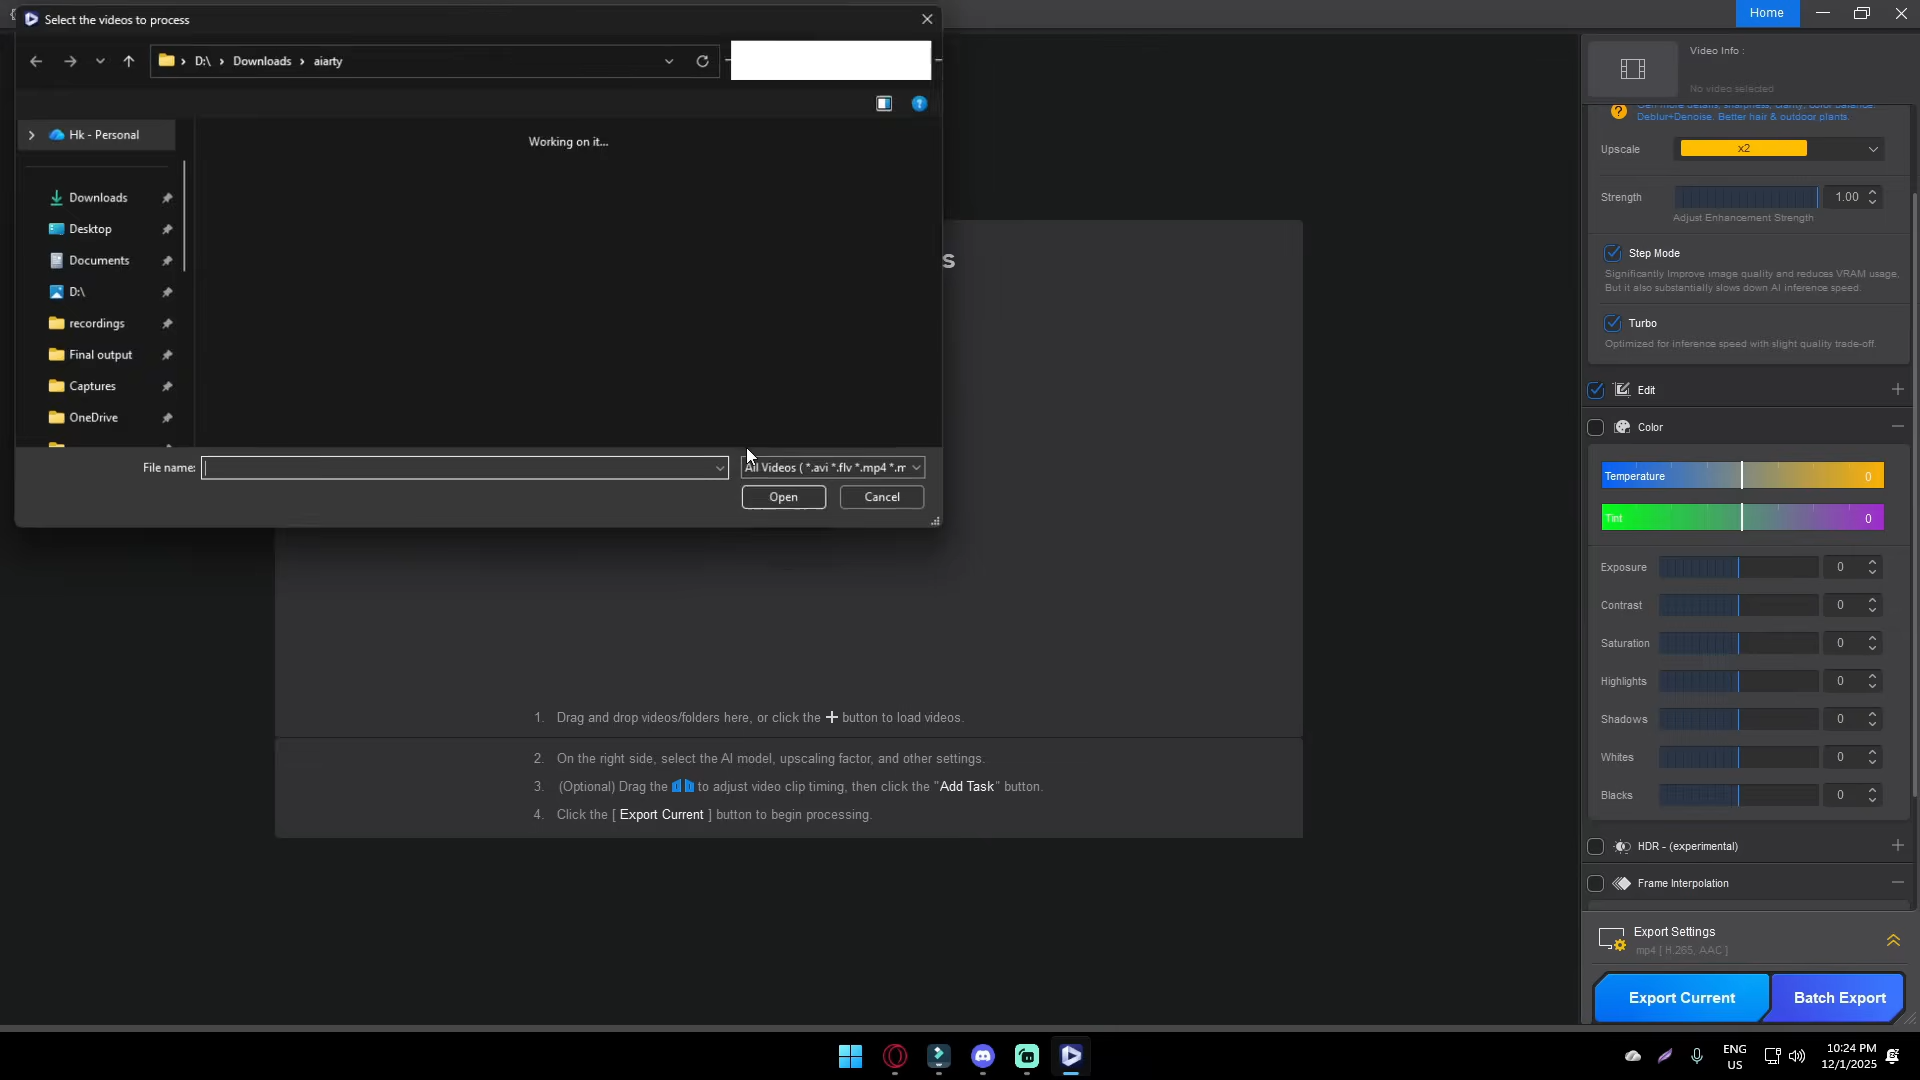 Select the videos to process
Home
D:\ > Downloads > aiarty
Hk - Personal
Working on it...
Downloads
Desktop
Documents
D:\
recordings
Final output
Captures
OneDrive
File name:
All Videos ( *.avi *.flv *.mp4 *.m
Open
Cancel
s
1. Drag and drop videos/folders here, or click the + button to load videos.
2. On the right side, select the AI model, upscaling factor, and other settings.
3. (Optional) Drag the to adjust video clip timing, then click the "Add Task" button.
4. Click the [ Export Current ] button to begin processing.
Video Info :
No video selected
Gen more details, sharpness, clarity, color balance
Deblur+Denoise. Better hair & outdoor plants.
Upscale x2
Strength 1.00
Adjust Enhancement Strength
Step Mode
Significantly Improve image quality and reduces VRAM usage,
But it also substantially slows down AI inference speed.
Turbo
Optimized for inference speed with slight quality trade-off.
Edit
Color
Temperature 0
Tint 0
Exposure 0
Contrast 0
Saturation 0
Highlights 0
Shadows 0
Whites 0
Blacks 0
HDR - (experimental)
Frame Interpolation
Export Settings
mp4 [ H.265, AAC ]
Export Current
Batch Export
ENG
US
10:24 PM
12/1/2025